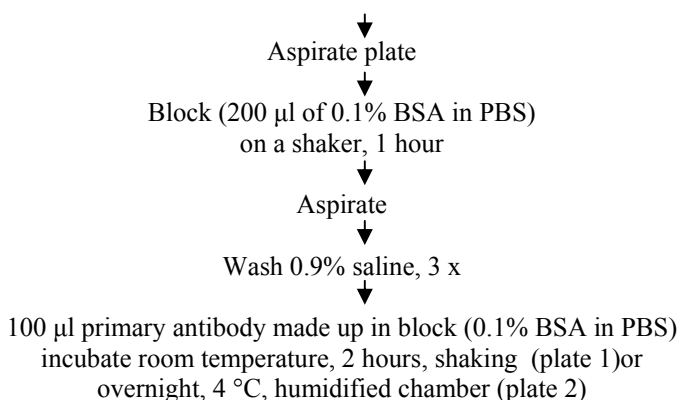 Aspirate plate
Block (200 μl of 0.1% BSA in PBS)
on a shaker, 1 hour
Aspirate
Wash 0.9% saline, 3 x
100 μl primary antibody made up in block (0.1% BSA in PBS)
incubate room temperature, 2 hours, shaking  (plate 1)or
overnight, 4 °C, humidified chamber (plate 2)